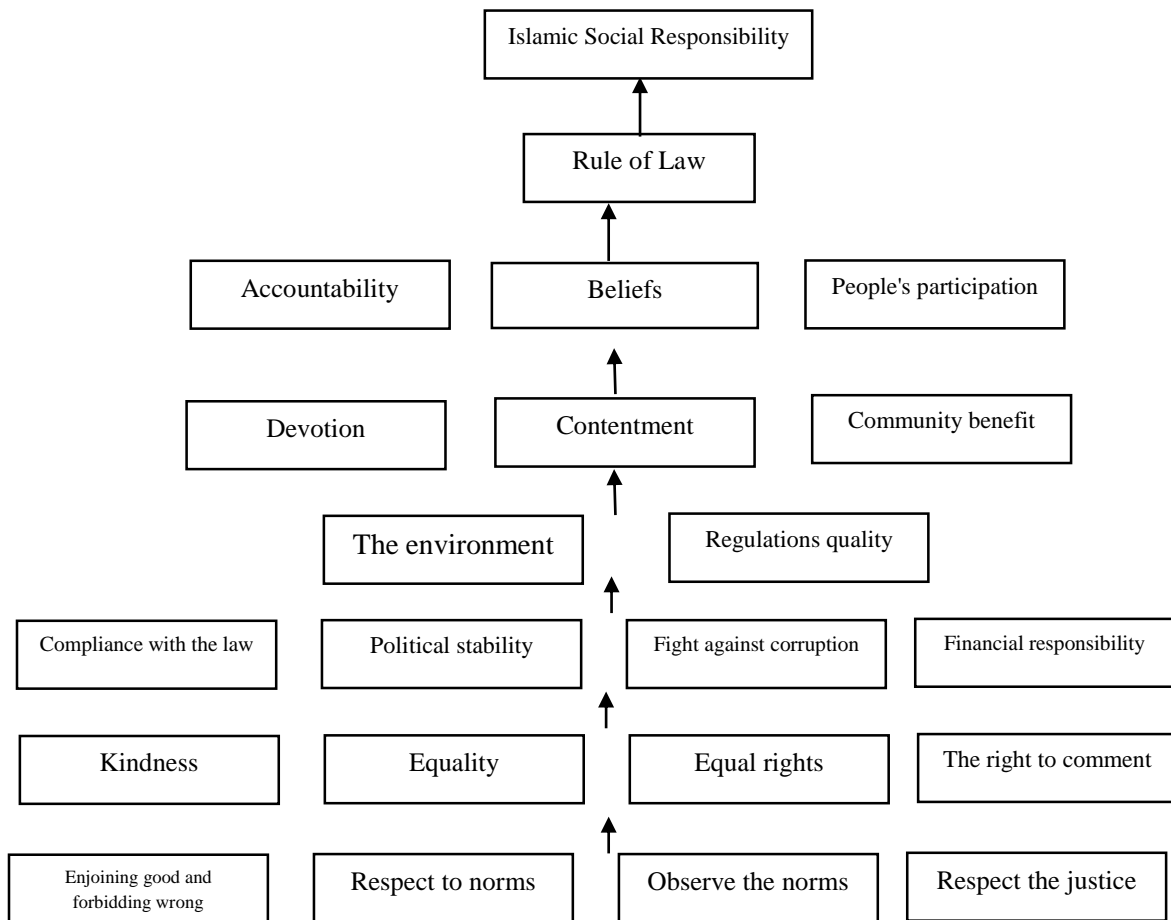 Islamic Social Responsibility
Rule of Law
Accountability
Beliefs
People's participation
Devotion
Contentment
Community benefit
The environment
Regulations quality
Compliance with the law
Political stability
Fight against corruption
Financial responsibility
Kindness
Equality
Equal rights
The right to comment
Enjoining good and
forbidding wrong
Respect to norms
Observe the norms
Respect the justice